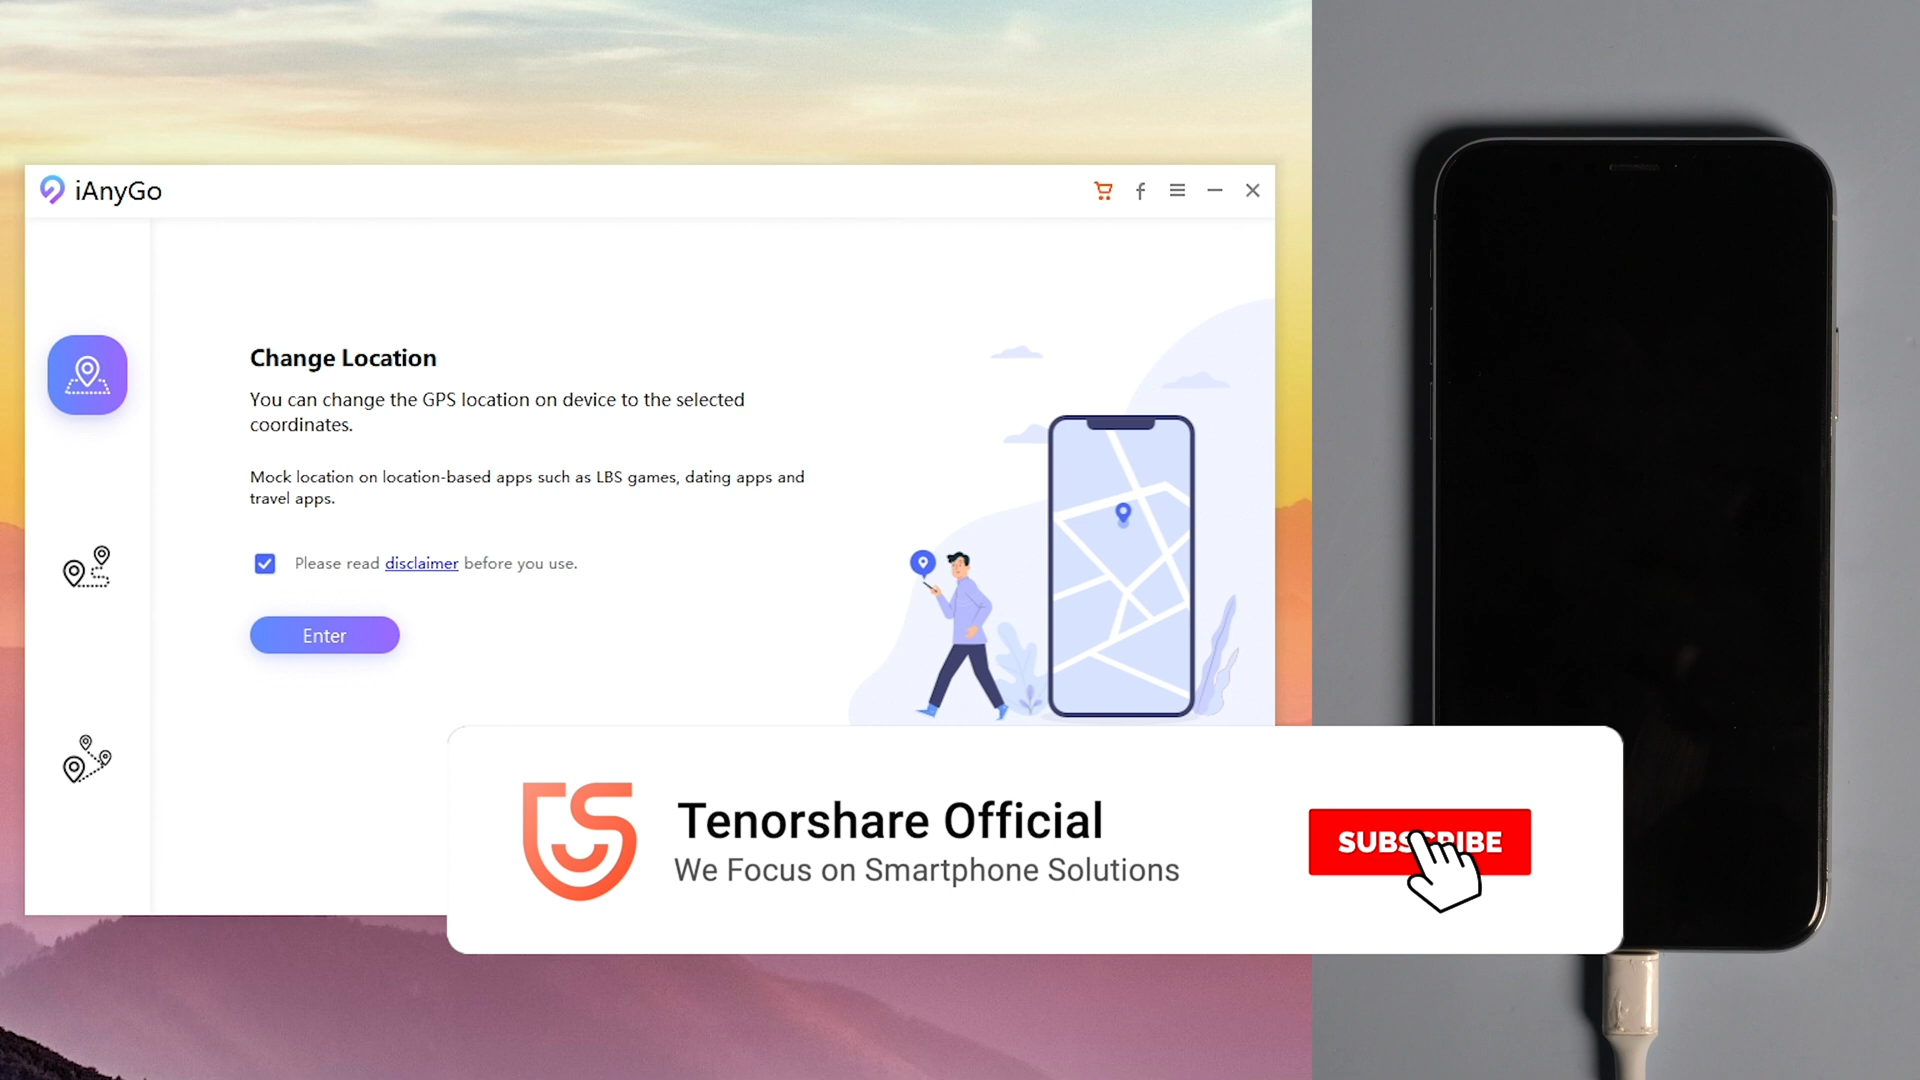 iAnyGo
Change Location
You can change the GPS location on device to the selected
coordinates.
Mock location on location-based apps such as LBS games, dating apps and
travel apps.
Please read disclaimer before you use.
Enter
Tenorshare Official
We Focus on Smartphone Solutions
SUBSCRIBE